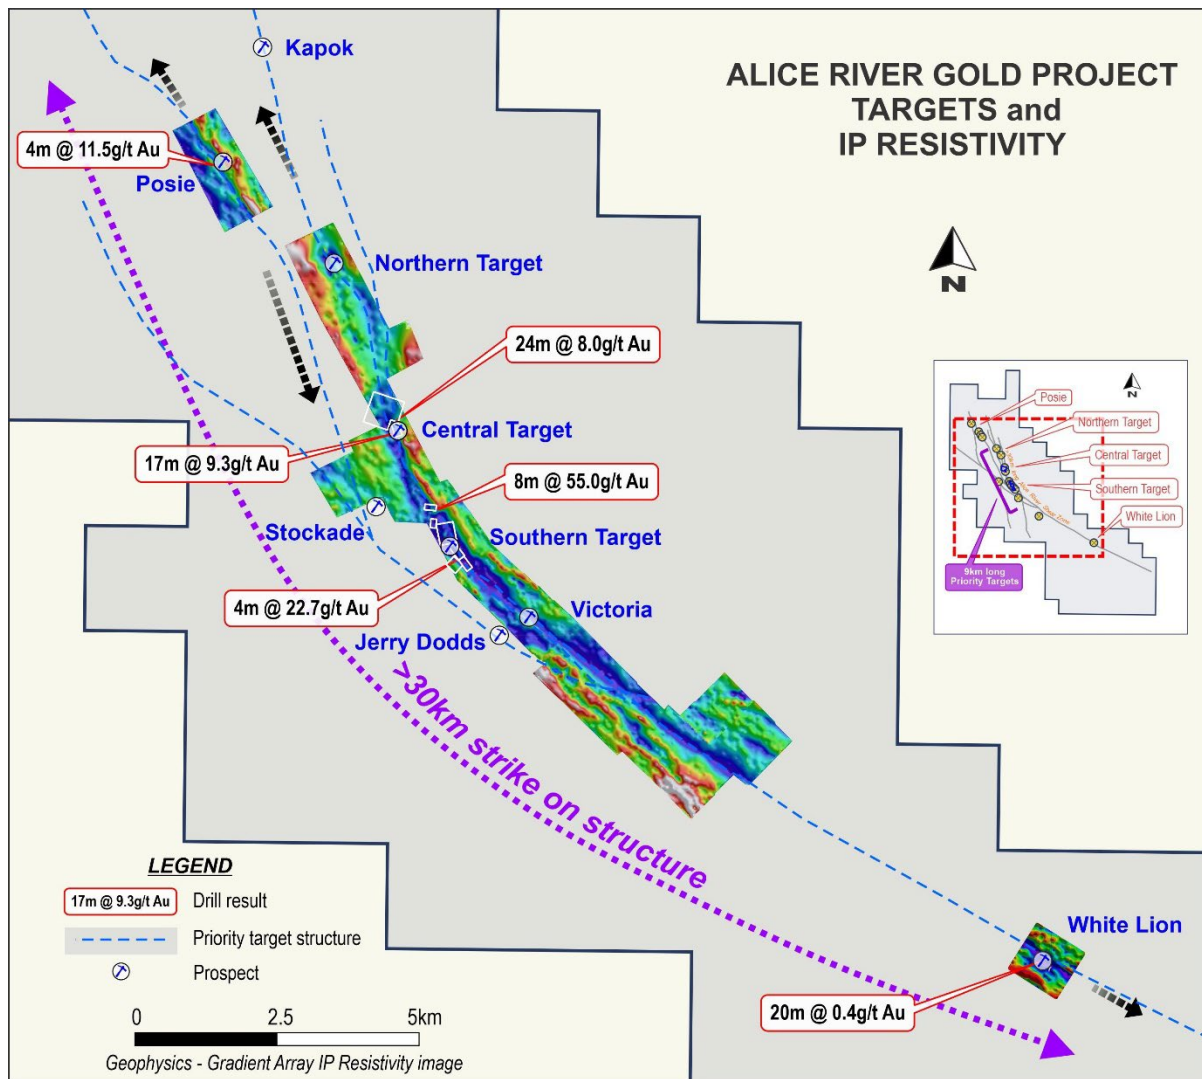 ALICE RIVER GOLD PROJECT
TARGETS and
IP RESISTIVITY
Kapok
4m @ 11.5g/t Au
Posie
Northern Target
N
24m @ 8.0g/t Au
Central Target
17m @ 9.3g/t Au
8m @ 55.0g/t Au
Stockade
Southern Target
4m @ 22.7g/t Au
Victoria
Jerry Dodds
>30km strike on structure
White Lion
20m @ 0.4g/t Au
N
Posie
Northern Target
Central Target
Southern Target
White Lion
9km long
Priority Targets
LEGEND
17m @ 9.3g/t Au Drill result
Priority target structure
Prospect
0 2.5 5km
Geophysics - Gradient Array IP Resistivity image